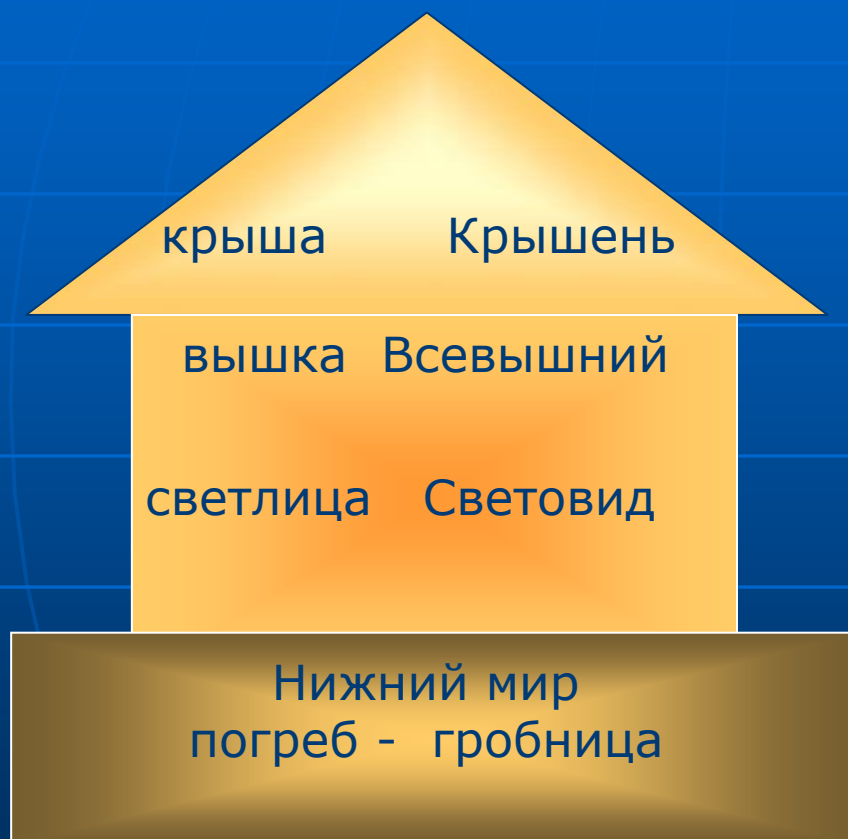 крыша Крышень
вышка Всевышний
светлица Световид
Нижний мир
погреб - гробница